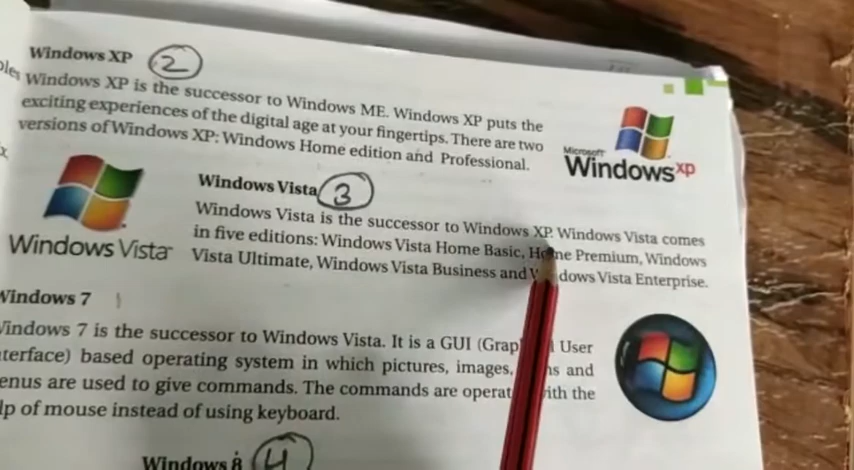 Windows XP 2
Windows XP is the successor to Windows ME. Windows XP puts the
exciting experiences of the digital age at your fingertips. There are two
versions of Windows XP: Windows Home edition and Professional.
Microsoft
Windows xp
Windows Vista 3
Windows Vista is the successor to Windows XP. Windows Vista comes
in five editions: Windows Vista Home Basic, Home Premium, Windows
Vista Ultimate, Windows Vista Business and Windows Vista Enterprise.
Windows Vista
Windows 7
Windows 7 is the successor to Windows Vista. It is a GUI User
based operating system in which pictures, images, and
are used to give commands. The commands are with the
of mouse instead of using keyboard.
Windows 8 4